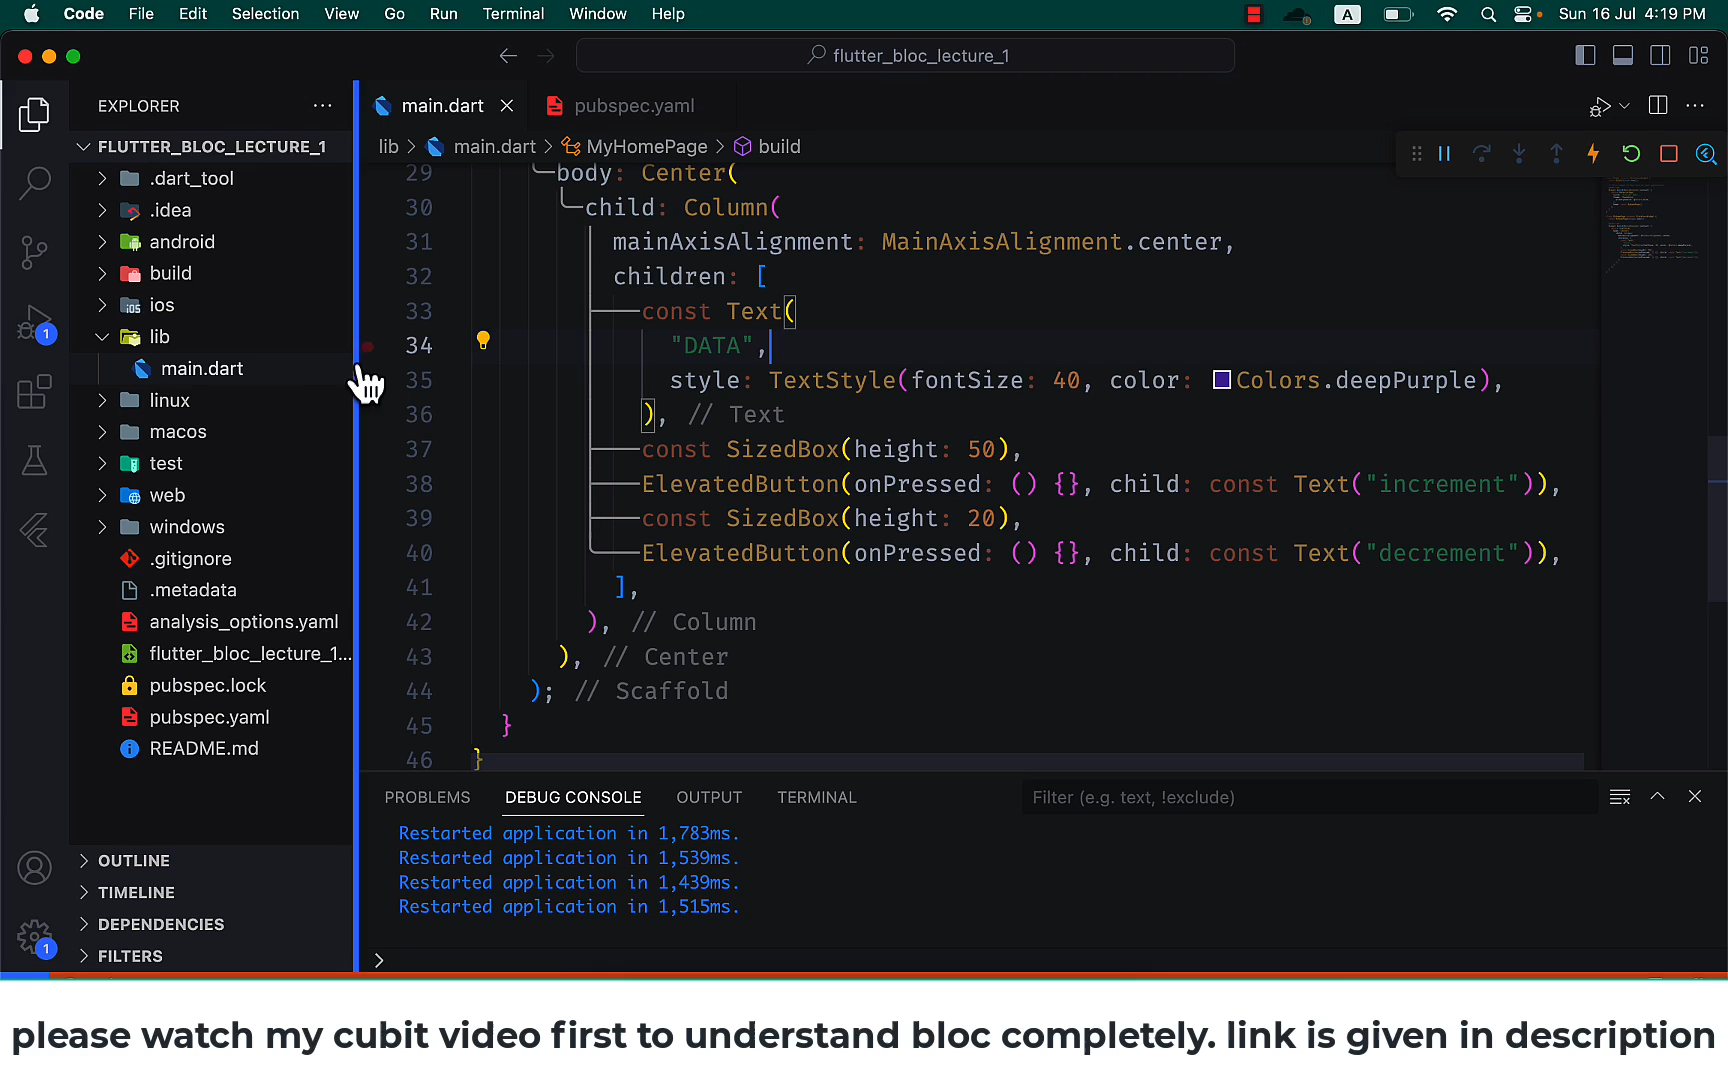 Code File Edit Selection View Go Run Terminal Window Help A Sun 16 Jul 4:19 PM
flutter_bloc_lecture_1
EXPLORER ···
FLUTTER_BLOC_LECTURE_1
.dart_tool
.idea
android
build
ios
lib
main.dart
linux
macos
test
web
windows
.gitignore
.metadata
analysis_options.yaml
flutter_bloc_lecture_1...
pubspec.lock
pubspec.yaml
README.md
OUTLINE
TIMELINE
DEPENDENCIES
FILTERS
1
1
main.dart pubspec.yaml
lib > main.dart > MyHomePage > build
29 body: Center(
30 child: Column(
31 mainAxisAlignment: MainAxisAlignment.center,
32 children: [
33 const Text(
34 "DATA",
35 style: TextStyle(fontSize: 40, color: Colors.deepPurple),
36 ), // Text
37 const SizedBox(height: 50),
38 ElevatedButton(onPressed: () {}, child: const Text("increment")),
39 const SizedBox(height: 20),
40 ElevatedButton(onPressed: () {}, child: const Text("decrement")),
41 ],
42 ), // Column
43 ), // Center
44 ); // Scaffold
45 }
46 }
PROBLEMS DEBUG CONSOLE OUTPUT TERMINAL Filter (e.g. text, !exclude)
Restarted application in 1,783ms.
Restarted application in 1,539ms.
Restarted application in 1,439ms.
Restarted application in 1,515ms.
>
please watch my cubit video first to understand bloc completely. link is given in description